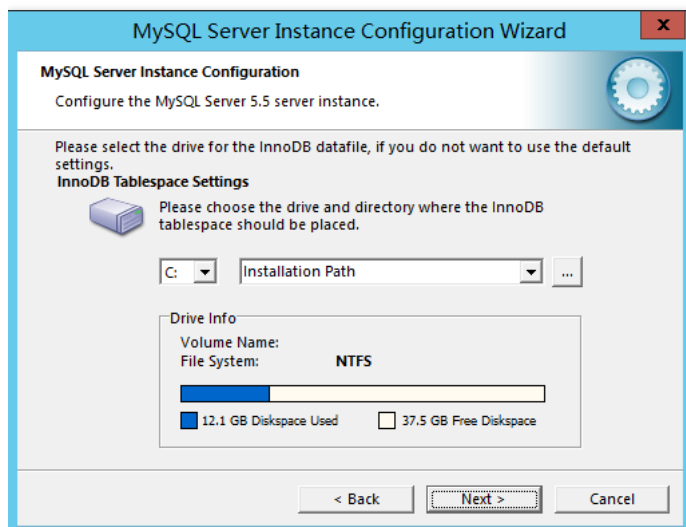 MySQL Server Instance Configuration Wizard
x
MySQL Server Instance Configuration
Configure the MySQL Server 5.5 server instance.
Please select the drive for the InnoDB datafile, if you do not want to use the default
settings.
InnoDB Tablespace Settings
Please choose the drive and directory where the InnoDB
tablespace should be placed.
C:
Installation Path
...
Drive Info
Volume Name:
File System: NTFS
12.1 GB Diskspace Used
37.5 GB Free Diskspace
< Back
Next >
Cancel